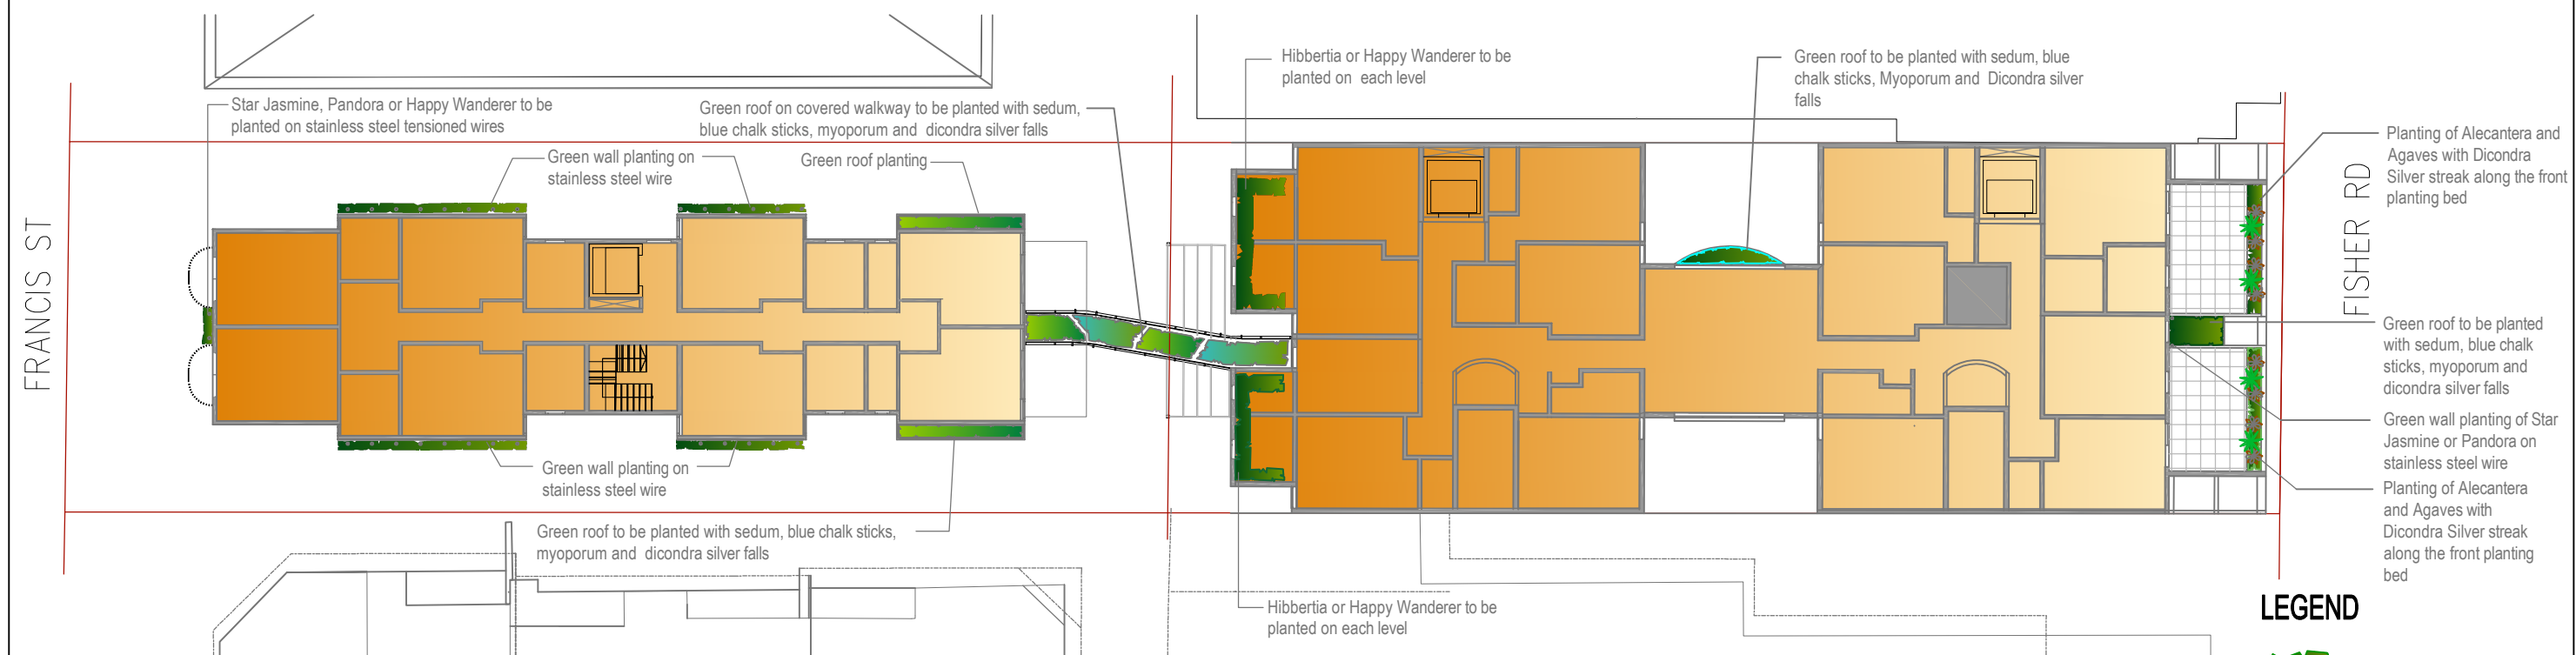 Hibbertia or Happy Wanderer to be
planted on each level
Green roof to be planted with sedum, blue
chalk sticks, Myoporum and Dicondra silver
falls
Star Jasmine, Pandora or Happy Wanderer to be
planted on stainless steel tensioned wires
Green roof on covered walkway to be planted with sedum,
blue chalk sticks, myoporum and dicondra silver falls
Planting of Alecantera and
Agaves with Dicondra
Silver streak along the front
planting bed
Green wall planting on
stainless steel wire
Green roof planting
FRANCIS ST
FISHER RD
Green roof to be planted
with sedum, blue chalk
sticks, myoporum and
dicondra silver falls
Green wall planting of Star
Jasmine or Pandora on
stainless steel wire
Green wall planting on
stainless steel wire
Planting of Alecantera
and Agaves with
Dicondra Silver streak
along the front planting
bed
Green roof to be planted with sedum, blue chalk sticks,
myoporum and dicondra silver falls
Hibbertia or Happy Wanderer to be
planted on each level
LEGEND